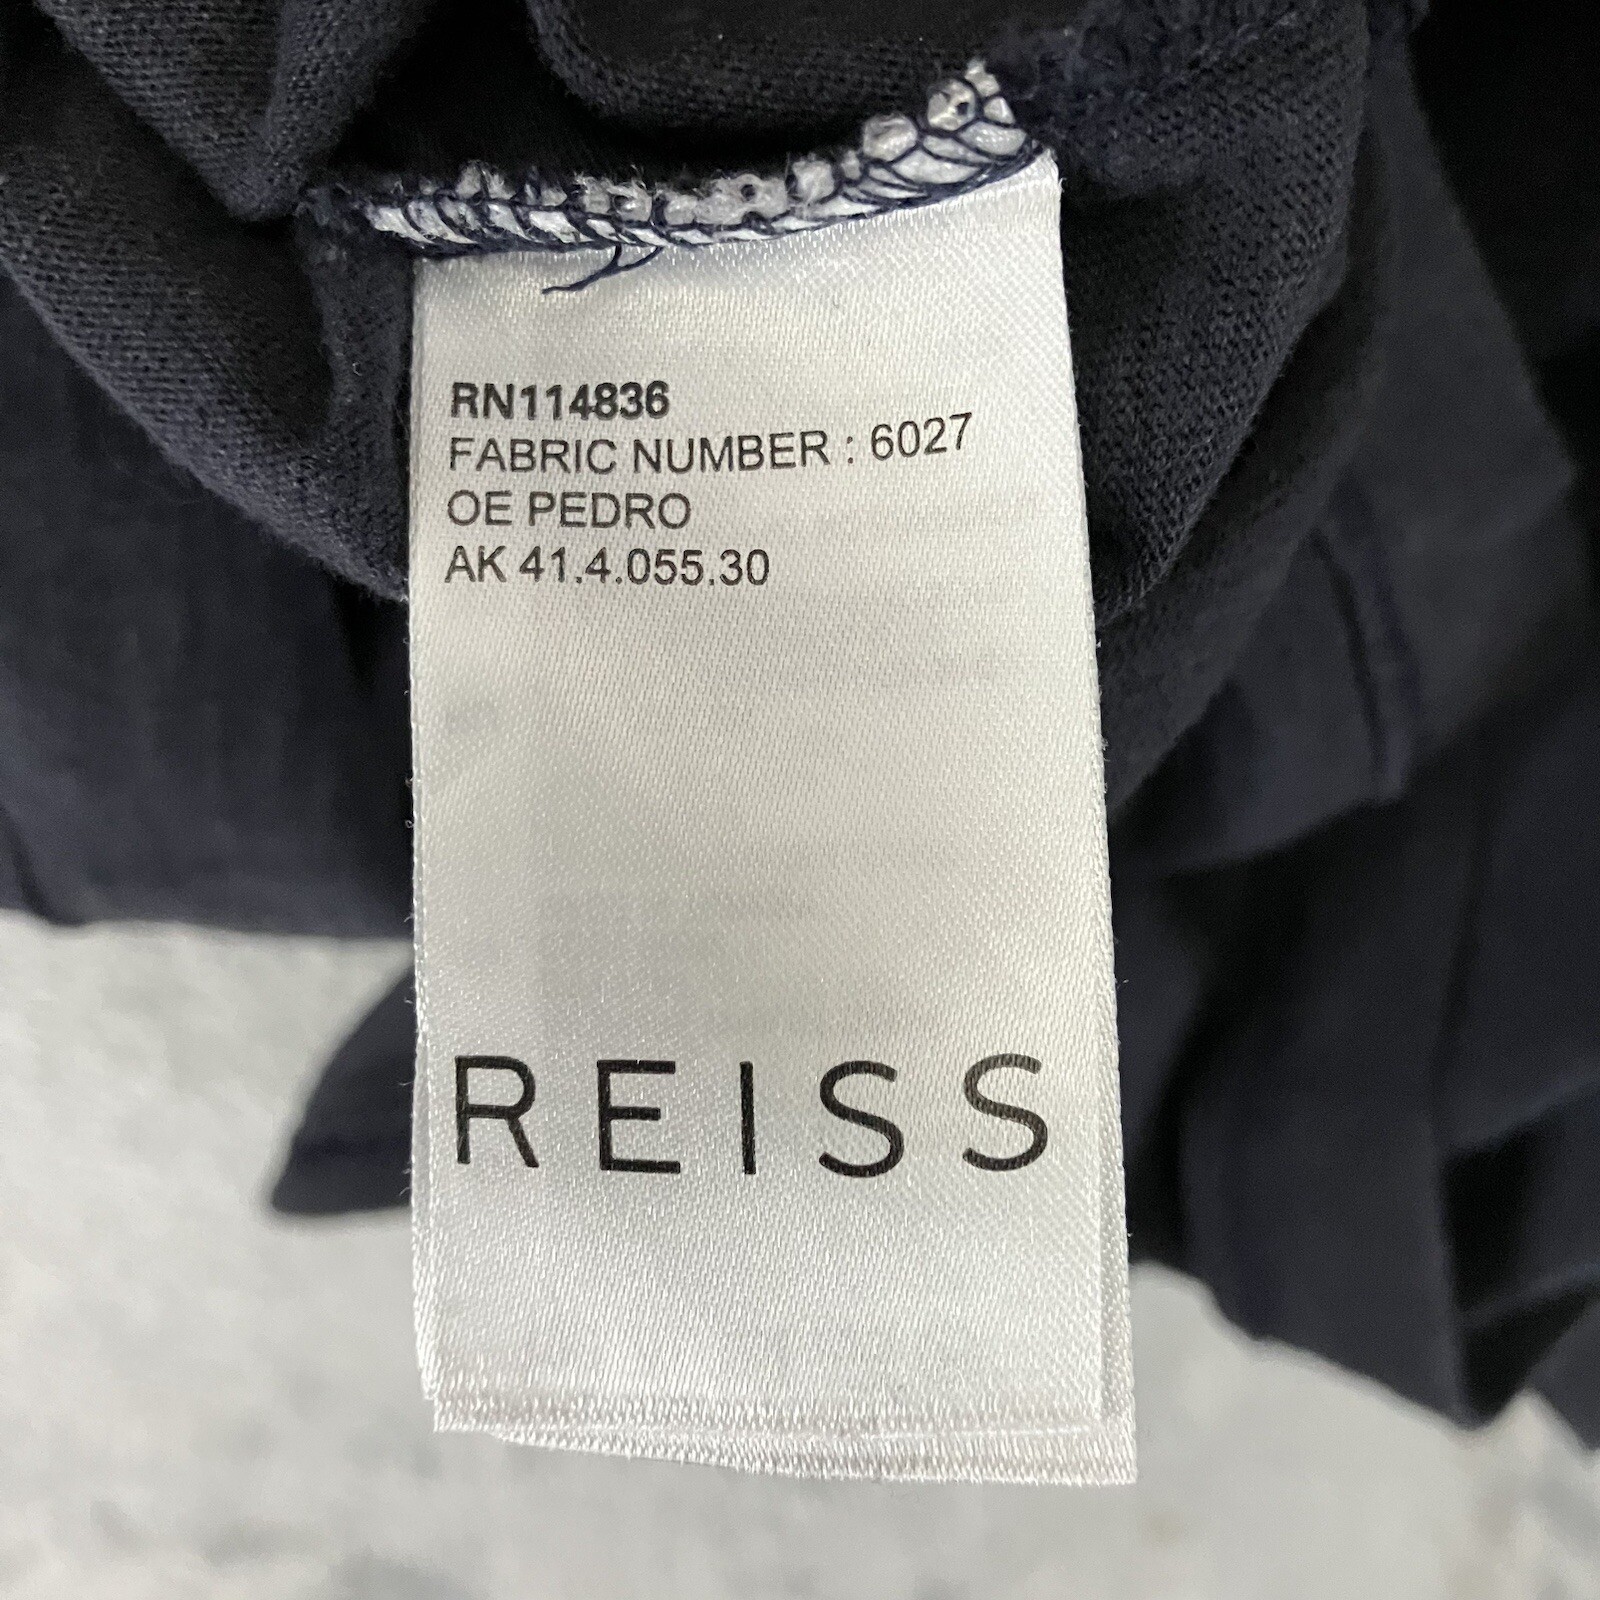 RN114836
FABRIC NUMBER : 6027
OE PEDRO
AK 41.4.055.30
REISS